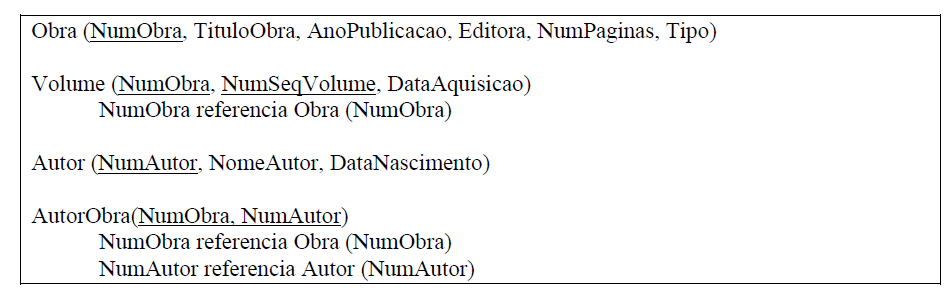 Obra (NumObra, TituloObra, AnoPublicacao, Editora, NumPaginas, Tipo)
Volume (NumObra, NumSeqVolume, DataAquisicao)
NumObra referencia Obra (NumObra)
Autor (NumAutor, NomeAutor, DataNascimento)
AutorObra(NumObra, NumAutor)
NumObra referencia Obra (NumObra)
NumAutor referencia Autor (NumAutor)